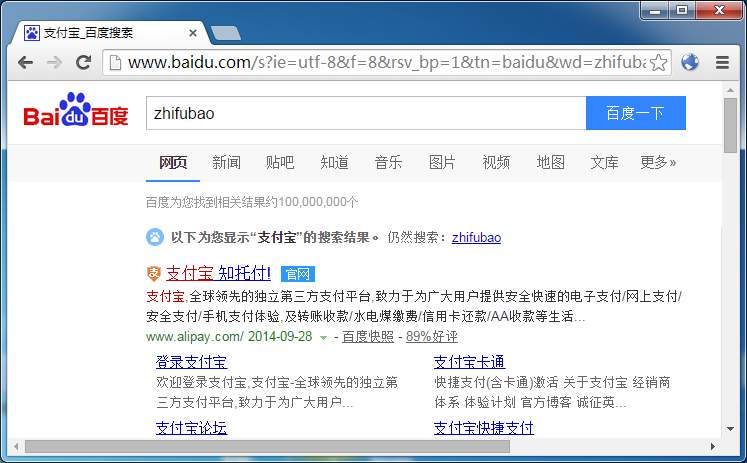 支付宝_百度搜索
www.baidu.com/s?ie=utf-8&f=8&rsv_bp=1&tn=baidu&wd=zhifuba
Bai du 百度
zhifubao
百度一下
网页 新闻 贴吧 知道 音乐 图片 视频 地图 文库 更多»
百度为您找到相关结果约100,000,000个
以下为您显示“支付宝”的搜索结果。 仍然搜索：zhifubao
支付宝 知托付! 官网
支付宝,全球领先的独立第三方支付平台,致力于为广大用户提供安全快速的电子支付/网上支付/
安全支付/手机支付体验,及转账收款/水电煤缴费/信用卡还款/AA收款等生活...
www.alipay.com/ 2014-09-28 - 百度快照 - 89%好评
登录支付宝
欢迎登录支付宝,支付宝-全球领先的独立第
三方支付平台,致力于为广大用户...
支付宝卡通
快捷支付(含卡通)激活 关于支付宝 经销商
体系 体验计划 官方博客 诚征英...
支付宝论坛
支付宝快捷支付